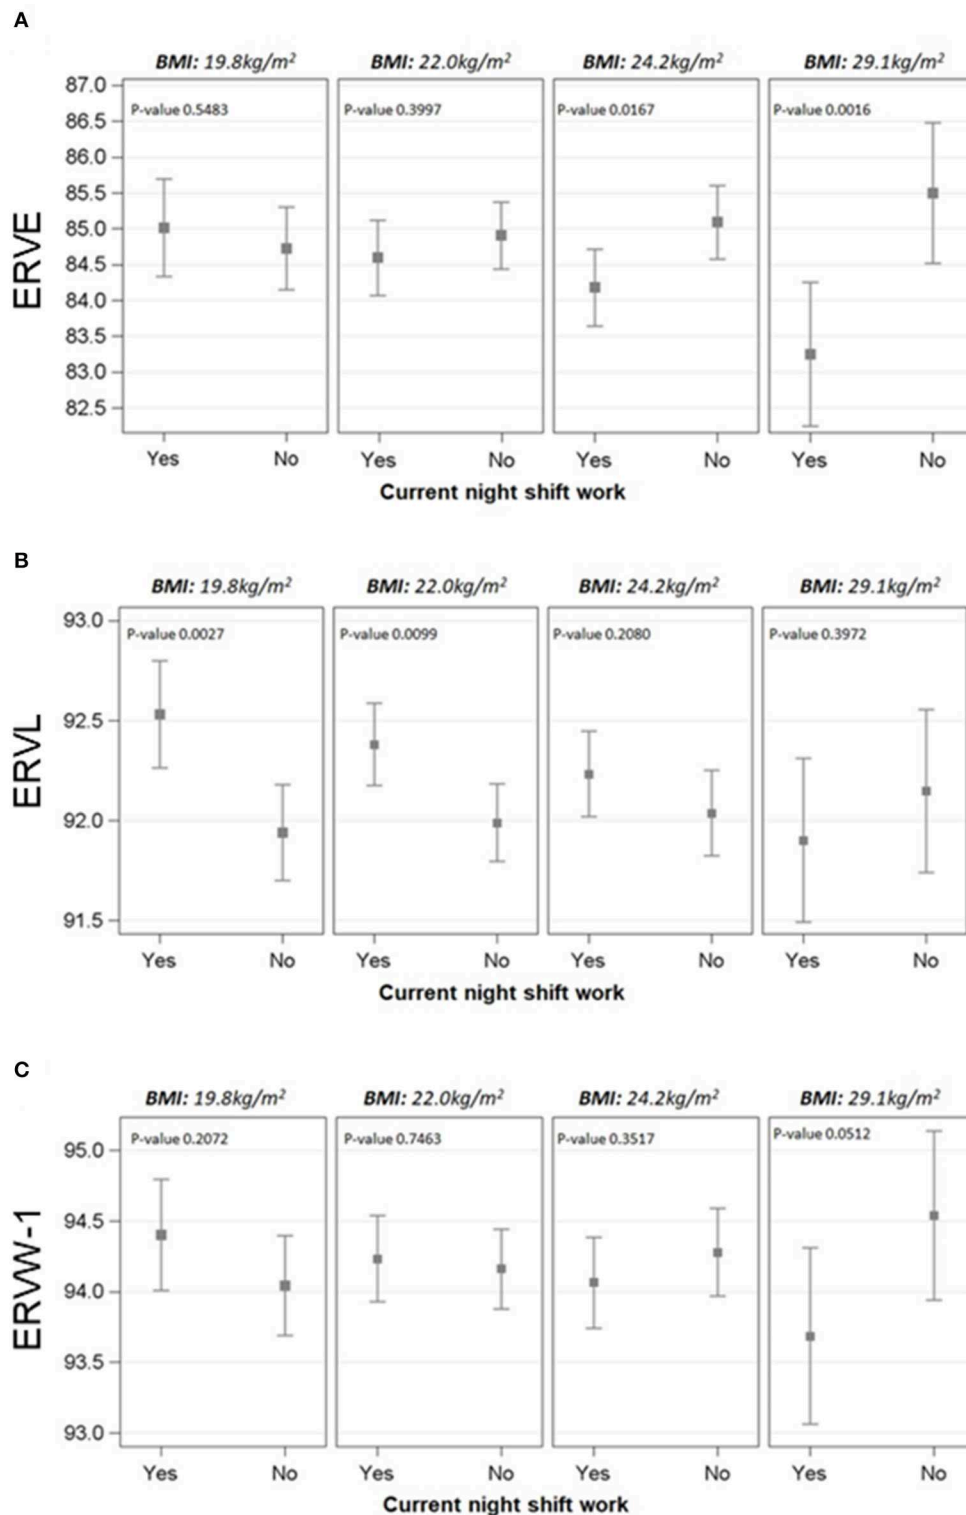 A
BMI: 19.8kg/m² BMI: 22.0kg/m² BMI: 24.2kg/m² BMI: 29.1kg/m²
87.0
P-value 0.5483 P-value 0.3997 P-value 0.0167 P-value 0.0016
86.5
86.0
85.5
85.0
84.5
84.0
83.5
83.0
82.5
ERVE
Yes No Yes No Yes No Yes No
Current night shift work
B
BMI: 19.8kg/m² BMI: 22.0kg/m² BMI: 24.2kg/m² BMI: 29.1kg/m²
93.0
P-value 0.0027 P-value 0.0099 P-value 0.2080 P-value 0.3972
92.5
92.0
91.5
ERVL
Yes No Yes No Yes No Yes No
Current night shift work
C
BMI: 19.8kg/m² BMI: 22.0kg/m² BMI: 24.2kg/m² BMI: 29.1kg/m²
P-value 0.2072 P-value 0.7463 P-value 0.3517 P-value 0.0512
95.0
94.5
94.0
93.5
93.0
ERVW-1
Yes No Yes No Yes No Yes No
Current night shift work